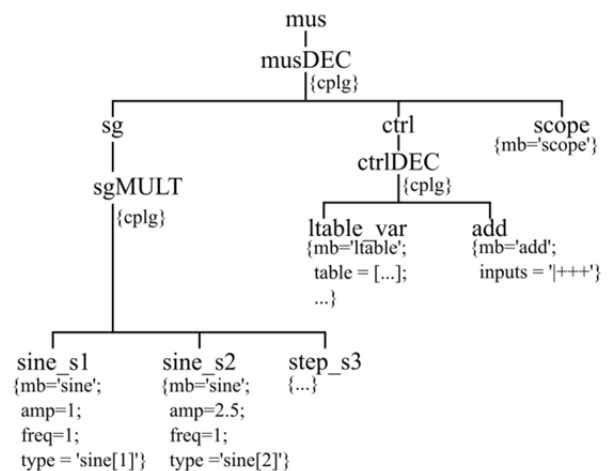 mus
musDEC
{cplg}
sg ctrl scope
{mb='scope'}
ctrlDEC
sgMULT {cplg}
{cplg}
ltable_var add
{mb='ltable'; {mb='add';
table = [...]; inputs = '|+++'}
...}
sine_s1 sine_s2 step_s3
{mb='sine'; {mb='sine'; {...}
amp=1; amp=2.5;
freq=1; freq=1;
type = 'sine[1]'} type ='sine[2]'}